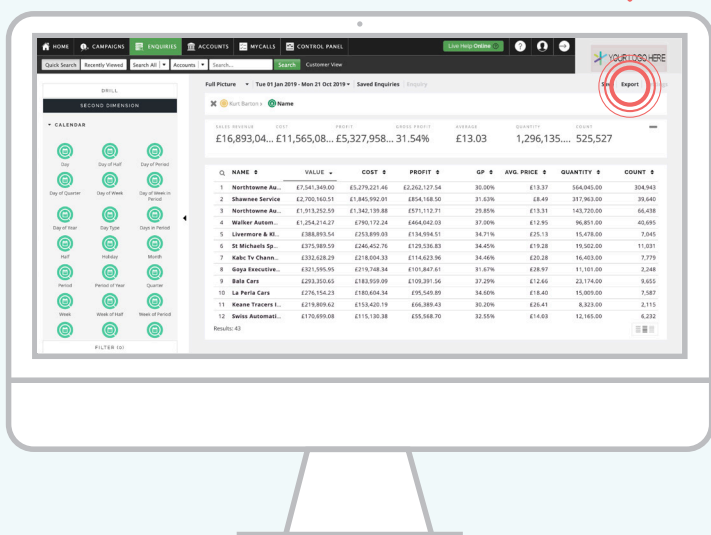 HOME CAMPAIGNS ENQUIRIES ACCOUNTS MYCALLS CONTROL PANEL Live Help Online
Quick Search Recently Viewed Search All Accounts Search... Search Customer View
YOUR LOGO HERE
DRILL
SECOND DIMENSION
CALENDAR
Day Day of Half Day of Period
Day of Quarter Day of Week Day of Week in Period
Day of Year Day Type Days in Period
Half Holiday Month
Period Period of Year Quarter
Week Week of Half Week of Period
FILTER (0)
Full Picture Tue 01 Jan 2019 - Mon 21 Oct 2019 Saved Enquiries Enquiry Export
Kurt Barton x Name
SALES REVENUE COST PROFIT GROSS PROFIT AVERAGE QUANTITY COUNT
£16,893,04... £11,565,08... £5,327,958... 31.54% £13.03 1,296,135.... 525,527
NAME VALUE COST PROFIT GP AVG. PRICE QUANTITY COUNT
1 Northtowne Au... £7,541,349.00 £5,279,221.46 £2,262,127.54 30.00% £13.37 564,045.00 304,943
2 Shawnee Service £2,700,160.51 £1,845,992.01 £854,168.50 31.63% £8.49 317,963.00 39,640
3 Northtowne Au... £1,913,252.59 £1,342,139.88 £571,112.71 29.85% £13.31 143,720.00 66,438
4 Walker Autom... £1,254,214.27 £790,172.24 £464,042.03 37.00% £12.95 96,851.00 40,695
5 Livermore & Kl... £388,893.54 £253,899.03 £134,994.51 34.71% £25.13 15,478.00 7,045
6 St Michaels Sp... £375,989.59 £246,452.76 £129,536.83 34.45% £19.28 19,502.00 11,031
7 Kabc Tv Chann... £332,628.29 £218,004.33 £114,623.96 34.46% £20.28 16,403.00 7,779
8 Goya Executive... £321,595.95 £219,748.34 £101,847.61 31.67% £28.97 11,101.00 2,248
9 Bala Cars £293,350.65 £183,959.09 £109,391.56 37.29% £12.66 23,174.00 9,655
10 La Perla Cars £276,154.23 £180,604.34 £95,549.89 34.60% £18.40 15,009.00 7,587
11 Keane Tracers I... £219,809.62 £153,420.19 £66,389.43 30.20% £26.41 8,323.00 2,115
12 Swiss Automati... £170,699.08 £115,130.38 £55,568.70 32.55% £14.03 12,165.00 6,232
Results: 43